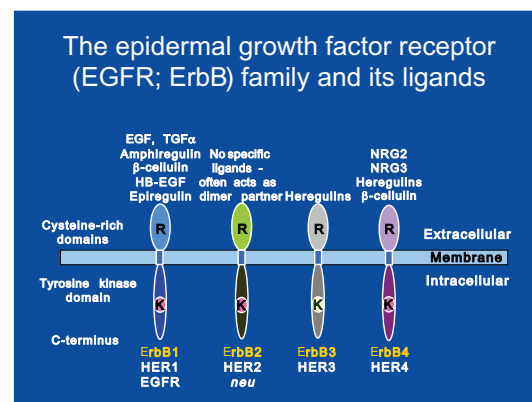 The epidermal growth factor receptor
(EGFR; ErbB) family and its ligands
EGF, TGFα
Amphiregulin
β-cellulin
HB-EGF
Epiregulin
No specific
ligands -
often acts as
dimer partner
Heregulins
NRG2
NRG3
Heregulins
β-cellulin
Cysteine-rich
domains
R
R
R
R
Extracellular
Membrane
Intracellular
Tyrosine kinase
domain
K
K
K
K
C-terminus
ErbB1
HER1
EGFR
ErbB2
HER2
neu
ErbB3
HER3
ErbB4
HER4